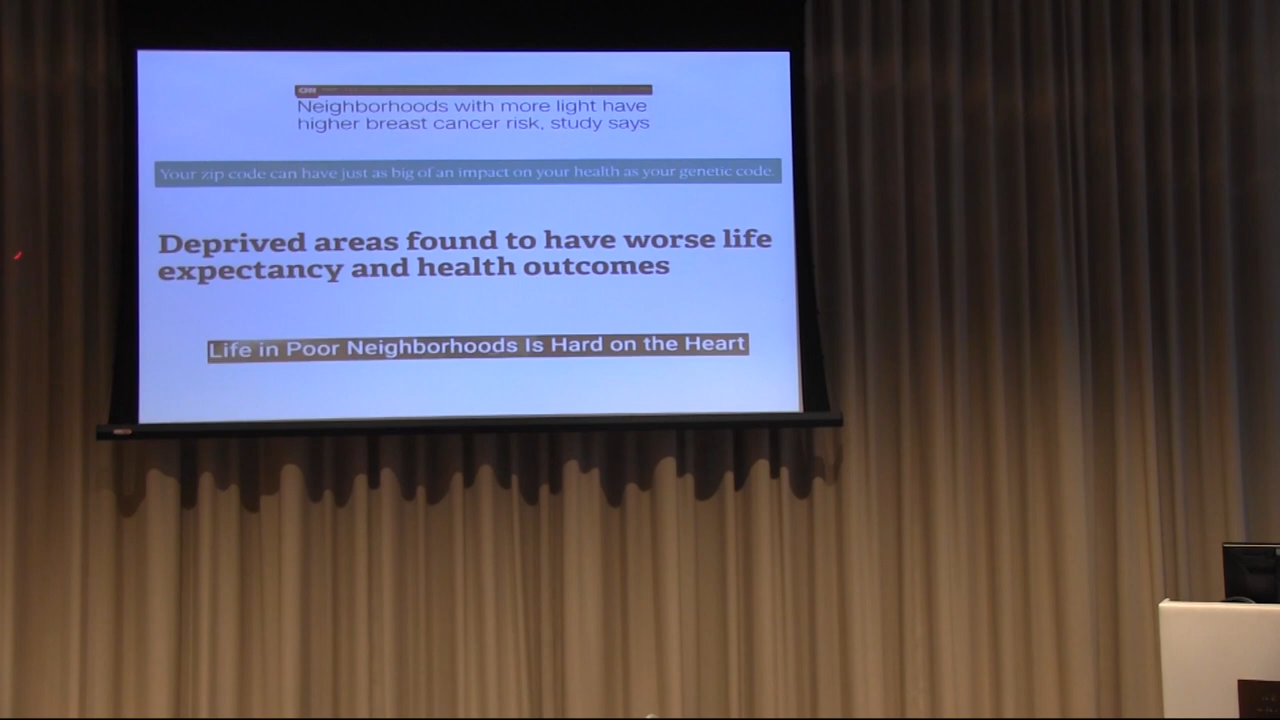 CNN
Neighborhoods with more light have
higher breast cancer risk, study says
Your zip code can have just as big of an impact on your health as your genetic code.
Deprived areas found to have worse life
expectancy and health outcomes
Life in Poor Neighborhoods Is Hard on the Heart